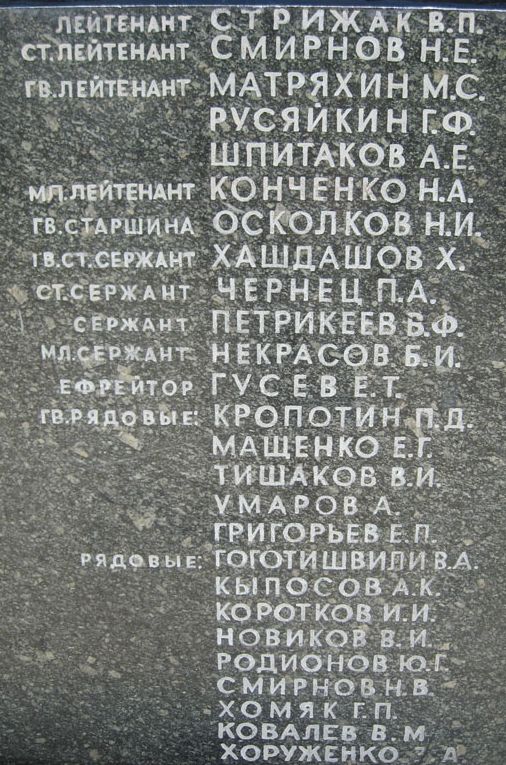 ЛЕЙТЕНАНТ СТРИЖАК В.П.
СТ.ЛЕЙТЕНАНТ СМИРНОВ Н.Е.
ГВ.ЛЕЙТЕНАНТ МАТРЯХИН М.С.
РУСЯЙКИН Г.Ф.
ШПИТАКОВ А.Е.
МЛ.ЛЕЙТЕНАНТ КОНЧЕНКО Н.А.
ГВ.СТАРШИНА ОСКОЛКОВ Н.И.
ГВ.СТ.СЕРЖАНТ ХАЩДАШОВ Х.
СТ.СЕРЖАНТ ЧЕРНЕЦ П.А.
СЕРЖАНТ ПЕТРИКЕЕВ Б.Ф.
МЛ.СЕРЖАНТ НЕКРАСОВ Б.И.
ЕФРЕЙТОР ГУСЕВ Е.Т.
ГВ.РЯДОВЫЕ: КРОПОТИН П.Д.
МАЩЕНКО Е.Г.
ТИШАКОВ В.И.
УМАРОВ А.
ГРИГОРЬЕВ Е.П.
РЯДОВЫЕ: ГОГОТИШВИЛИ В.А.
КЫПОСОВ А.К.
КОРОТКОВ И.И.
НОВИКОВ В.И.
РОДИОНОВ Ю.Г.
СМИРНОВ Н.В.
ХОМЯК Г.П.
КОВАЛЕВ В.М
ХОРУЖЕНКО